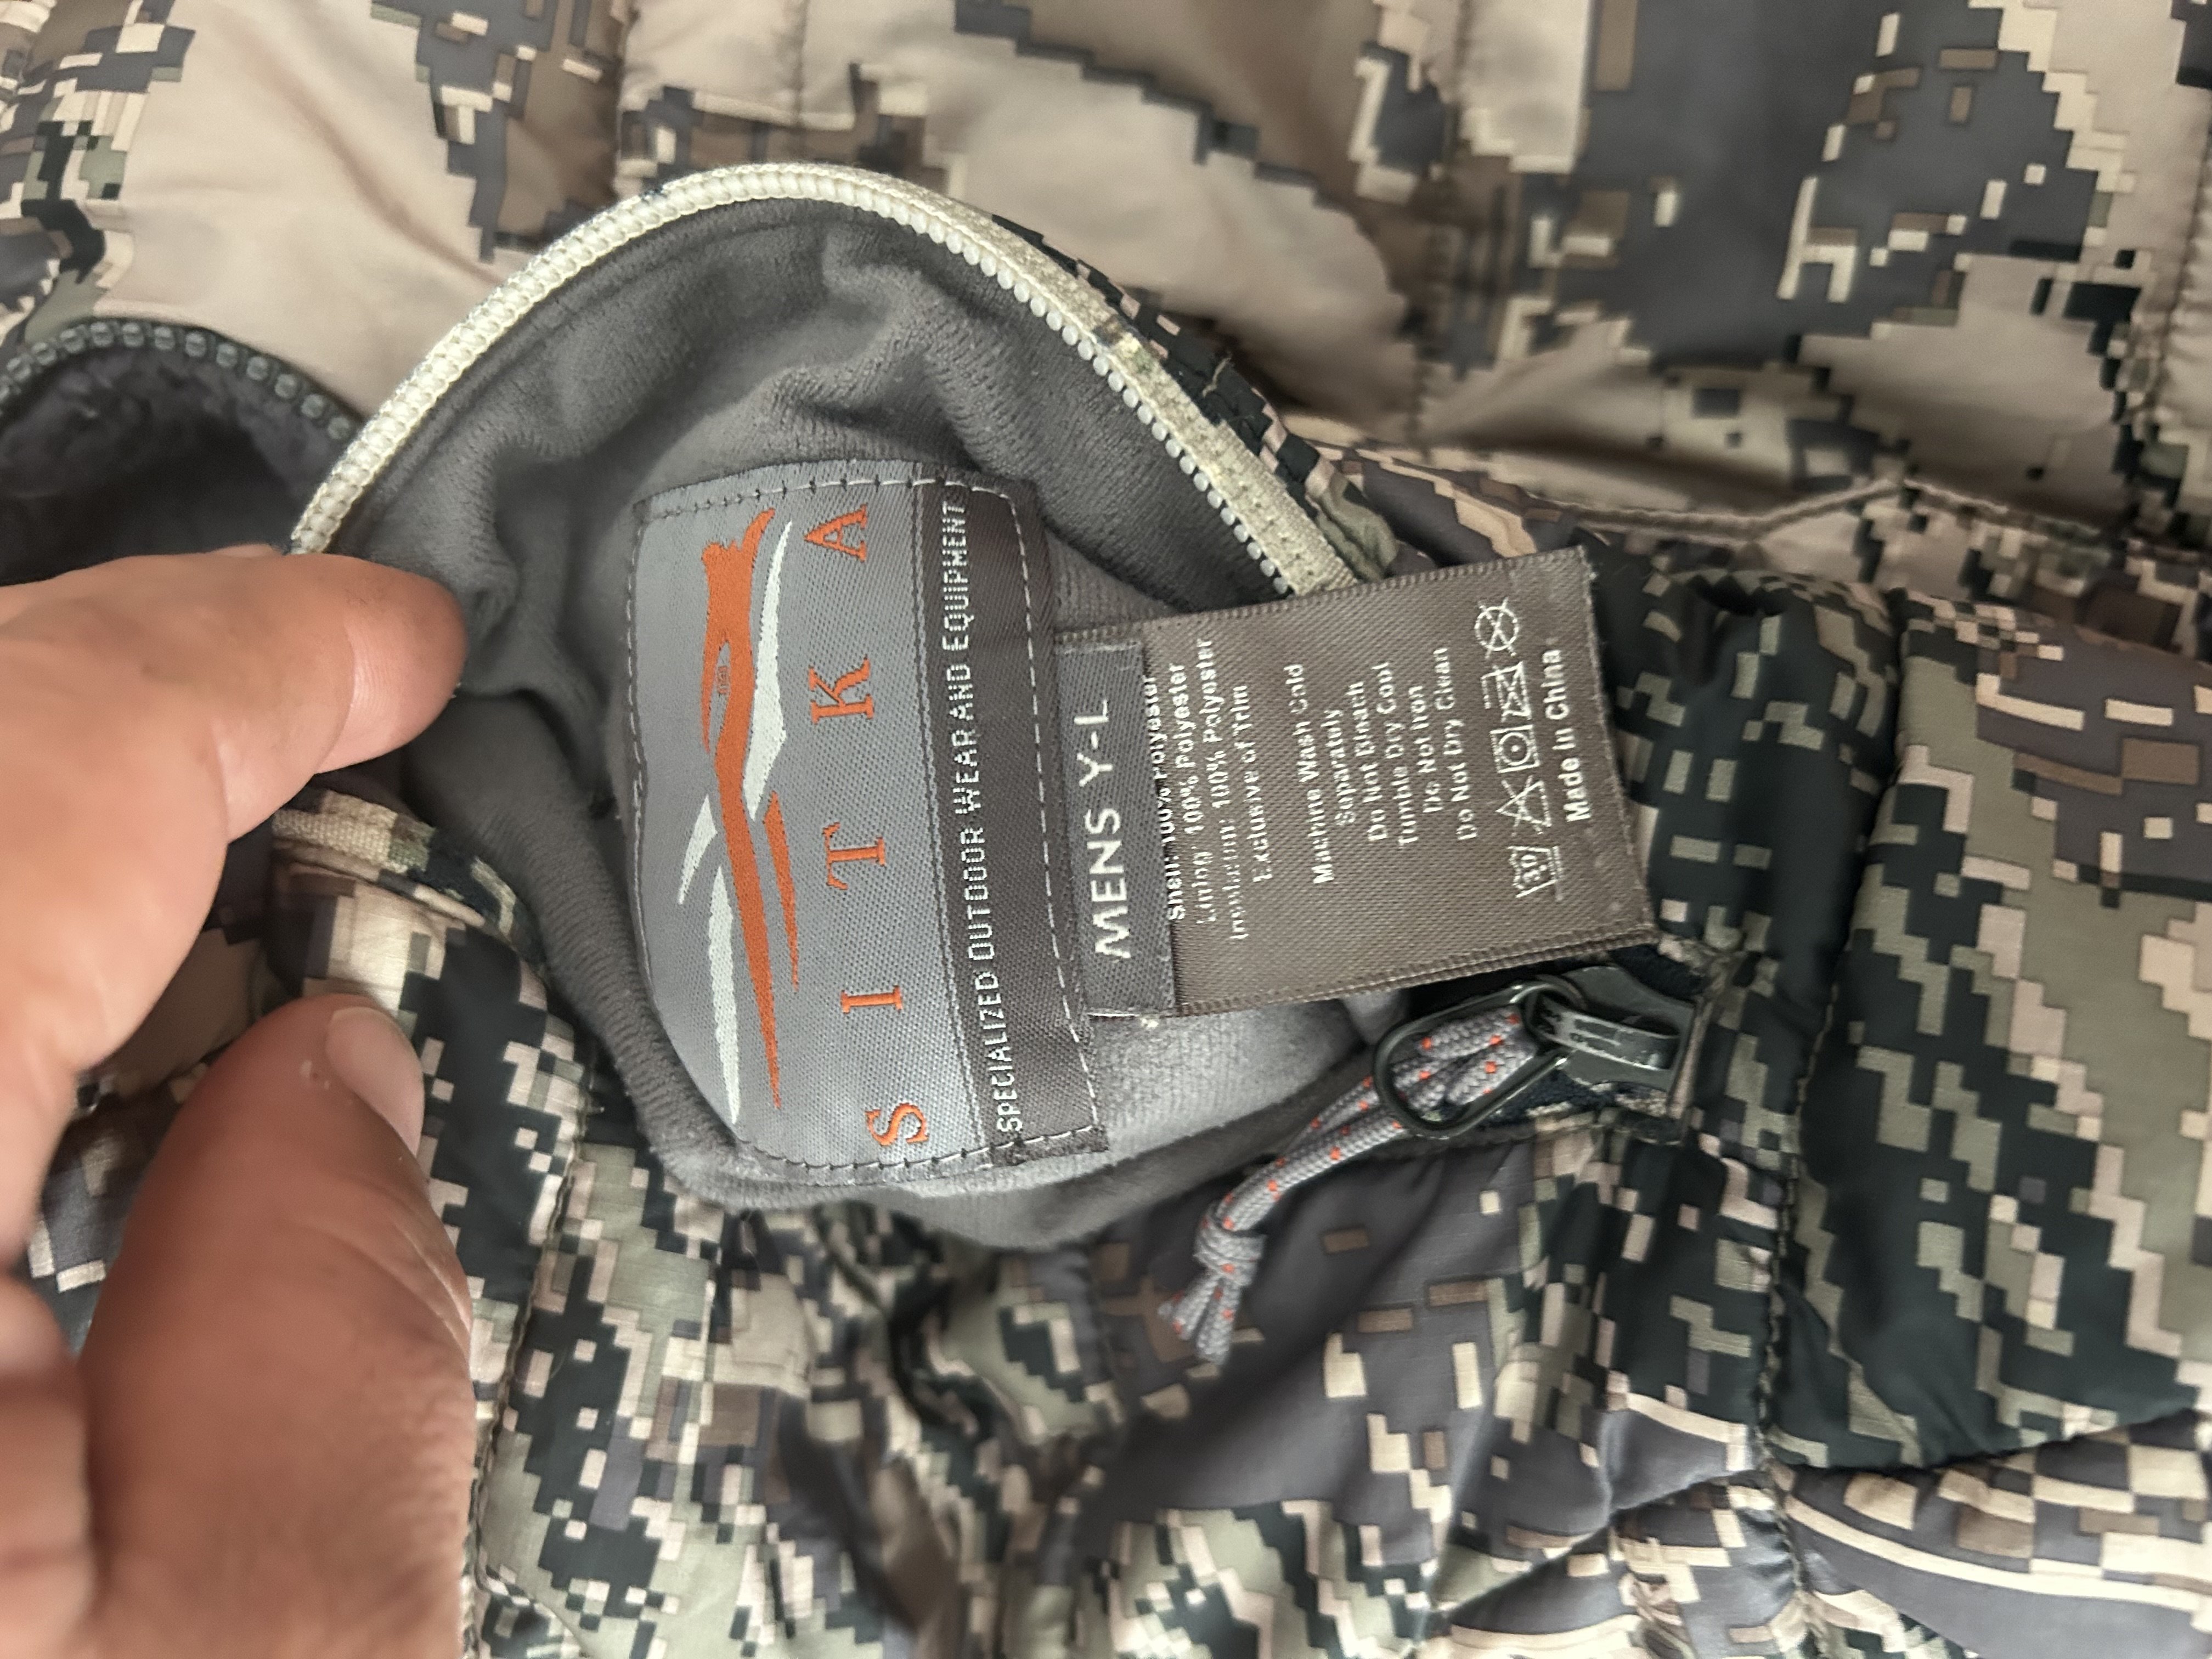 SITKA
SPECIALIZED OUTDOOR WEAR AND EQUIPMENT
MENS Y-L
Shell: 100% Polyester
Lining: 100% Polyester
Insulation: 100% Polyester
Exclusive of Trim
Machine Wash Cold
Separately
Do Not Bleach
Tumble Dry Cool
Do Not Iron
Do Not Dry Clean
30
Made in China